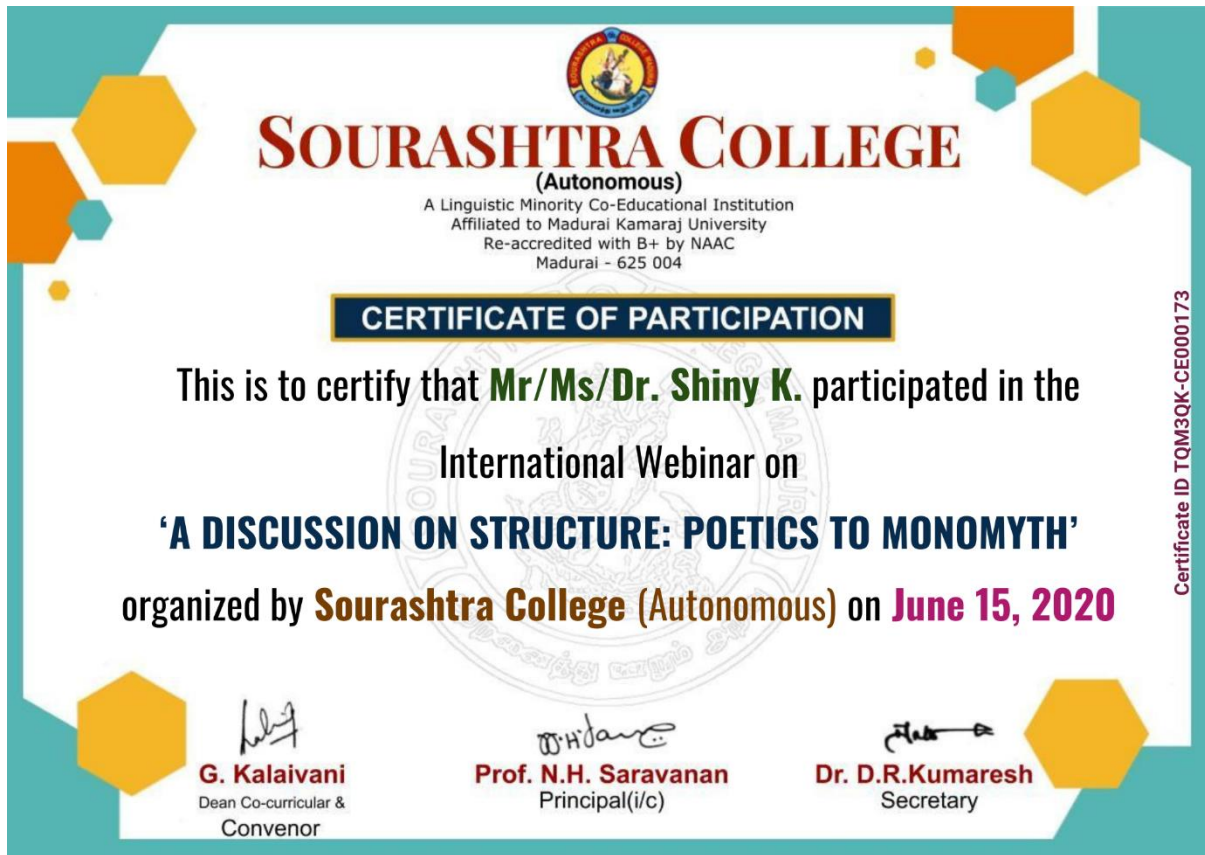 SOURASHTRA COLLEGE MADURAI
SOURASHTRA COLLEGE
(Autonomous)
A Linguistic Minority Co-Educational Institution
Affiliated to Madurai Kamaraj University
Re-accredited with B+ by NAAC
Madurai - 625 004
CERTIFICATE OF PARTICIPATION
This is to certify that Mr/Ms/Dr. Shiny K. participated in the
International Webinar on
‘A DISCUSSION ON STRUCTURE: POETICS TO MONOMYTH’
organized by Sourashtra College (Autonomous) on June 15, 2020
G. Kalaivani
Dean Co-curricular &
Convenor
Prof. N.H. Saravanan
Principal(i/c)
Dr. D.R.Kumaresh
Secretary
Certificate ID TQM3QK-CE000173